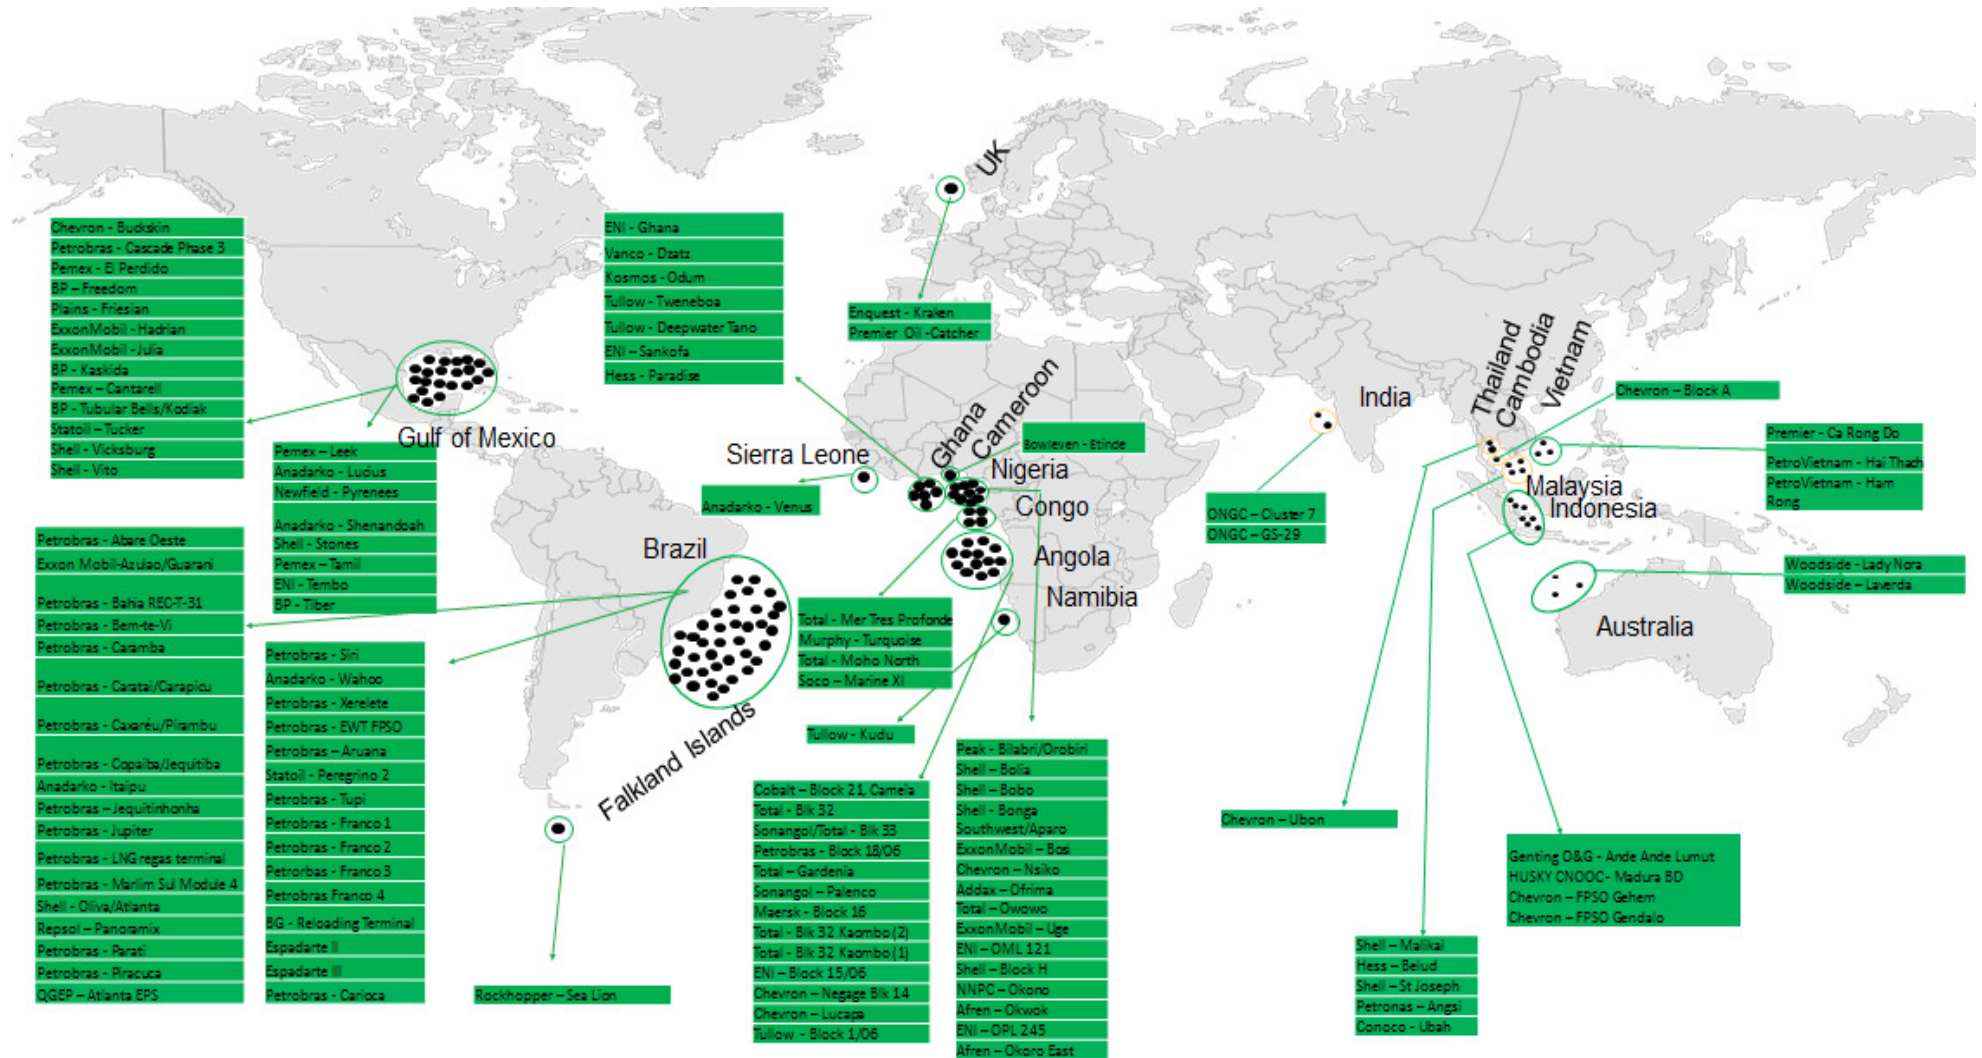 UK
Chevron - Buckskin
Petrobras - Cascade Phase 3
Pemex - El Perdido
BP – Freedom
Plains - Friesian
ExxonMobil - Hadrian
ExxonMobil - Julia
BP - Kaskida
Pemex – Cantarell
BP - Tubular Bells/Kodiak
Statoil – Tucker
Shell - Vicksburg
Shell - Vito
Gulf of Mexico
Pemex – Leek
Anadarko - Lucius
Newfield - Pyrenees
Anadarko - Shenandoah
Shell - Stones
Pemex – Tamil
ENI - Tembo
BP - Tiber
ENI - Ghana
Vanco - Dzatz
Kosmos - Odum
Tullow - Tweneboa
Tullow - Deepwater Tano
ENI – Sankofa
Hess - Paradise
Enquest - Kraken
Premier Oil -Catcher
Sierra Leone
Anadarko - Venus
Ghana
Cameroon
Bowleven - Etinde
Nigeria
Congo
Angola
Namibia
India
ONGC – Cluster 7
ONGC – GS-29
Thailand
Cambodia
Vietnam
Chevron – Block A
Premier - Ca Rong Do
PetroVietnam - Hai Thach
PetroVietnam - Ham
Rong
Malaysia
Indonesia
Woodside - Lady Nora
Woodside – Laverda
Australia
Brazil
Petrobras - Abare Oeste
Exxon Mobil-Azulao/Guarani
Petrobras - Bahia REC-T-31
Petrobras - Bem-te-Vi
Petrobras - Caramba
Petrobras - Caratai/Carapicu
Petrobras - Caxaréu/Pirambu
Petrobras - Copaiba/Jequitiba
Anadarko - Itaipu
Petrobras – Jequitinhonha
Petrobras - Jupiter
Petrobras - LNG regas terminal
Petrobras - Marlim Sul Module 4
Shell - Oliva/Atlanta
Repsol – Panoramix
Petrobras - Parati
Petrobras - Piracuca
QGEP – Atlanta EPS
Petrobras - Siri
Anadarko - Wahoo
Petrobras - Xerelete
Petrobras - EWT FPSO
Petrobras – Aruana
Statoil - Peregrino 2
Petrobras - Tupi
Petrobras - Franco 1
Petrobras - Franco 2
Petrorbas - Franco 3
Petrobras Franco 4
BG - Reloading Terminal
Espadarte II
Espadarte III
Petrobras - Carioca
Falkland Islands
Rockhopper – Sea Lion
Total - Mer Tres Profonde
Murphy - Turquoise
Total - Moho North
Soco – Marine XI
Tullow - Kudu
Cobalt – Block 21, Cameia
Total - Blk 32
Sonangol/Total - Blk 33
Petrobras - Block 18/06
Total – Gardenia
Sonangol – Palenco
Maersk - Block 16
Total - Blk 32 Kaombo (2)
Total - Blk 32 Kaombo (1)
ENI – Block 15/06
Chevron – Negage Blk 14
Chevron – Lucapa
Tullow - Block 1/06
Peak - Bilabri/Orobiri
Shell – Bolia
Shell – Bobo
Shell - Bonga
Southwest/Aparo
ExxonMobil – Bosi
Chevron – Nsiko
Addax – Ofrima
Total – Owowo
ExxonMobil – Uge
ENI – OML 121
Shell – Block H
NNPC – Okono
Afren – Okwok
ENI – OPL 245
Afren – Okoro East
Chevron – Ubon
Shell – Malikai
Hess – Belud
Shell – St Joseph
Petronas – Angsi
Conoco - Ubah
Genting O&G - Ande Ande Lumut
HUSKY CNOOC - Madura BD
Chevron – FPSO Gehem
Chevron – FPSO Gendalo